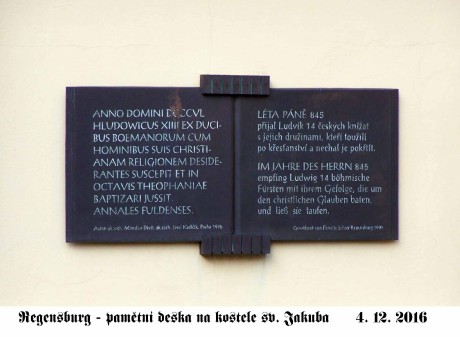 ANNO DOMINI DCCCVL
HLUDOWICUS XIIII EX DUCI-
BUS BOEMANORUM CUM
HOMINIBUS SUIS CHRISTI-
ANAM RELIGIONEM DESIDE-
RANTES SUSCEPIT ET IN
OCTAVIS THEOPHANIAE
BAPTIZARI JUSSIT.
ANNALES FULDENSES.
LÉTA PÁNĚ 845
přijal Ludvík 14 českých knížat
s jejich družinami, kteří toužili
po křesťanství a nechal je pokřtít.
IM JAHRE DES HERRN 845
empfing Ludwig 14 böhmische
Fürsten mit ihrem Gefolge, die um
den christlichen Glauben baten,
und ließ sie taufen.
Regensburg - pamětní deska na kostele sv. Jakuba 4. 12. 2016